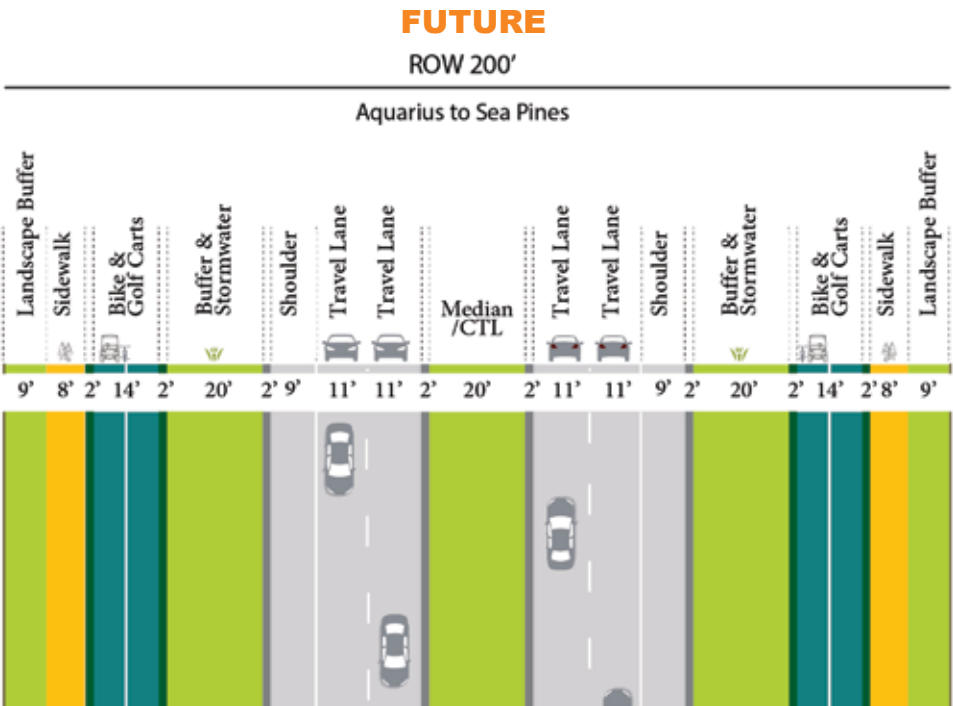 FUTURE
ROW 200'
Aquarius to Sea Pines
Landscape Buffer
Sidewalk
Bike &
Golf Carts
Buffer &
Stormwater
Shoulder
Travel Lane
Travel Lane
Median
/CTL
Travel Lane
Travel Lane
Shoulder
Buffer &
Stormwater
Bike &
Golf Carts
Sidewalk
Landscape Buffer
9' 8' 2' 14' 2' 20' 2' 9' 11' 11' 2' 20' 2' 11' 11' 9' 2' 20' 2' 14' 2' 8' 9'